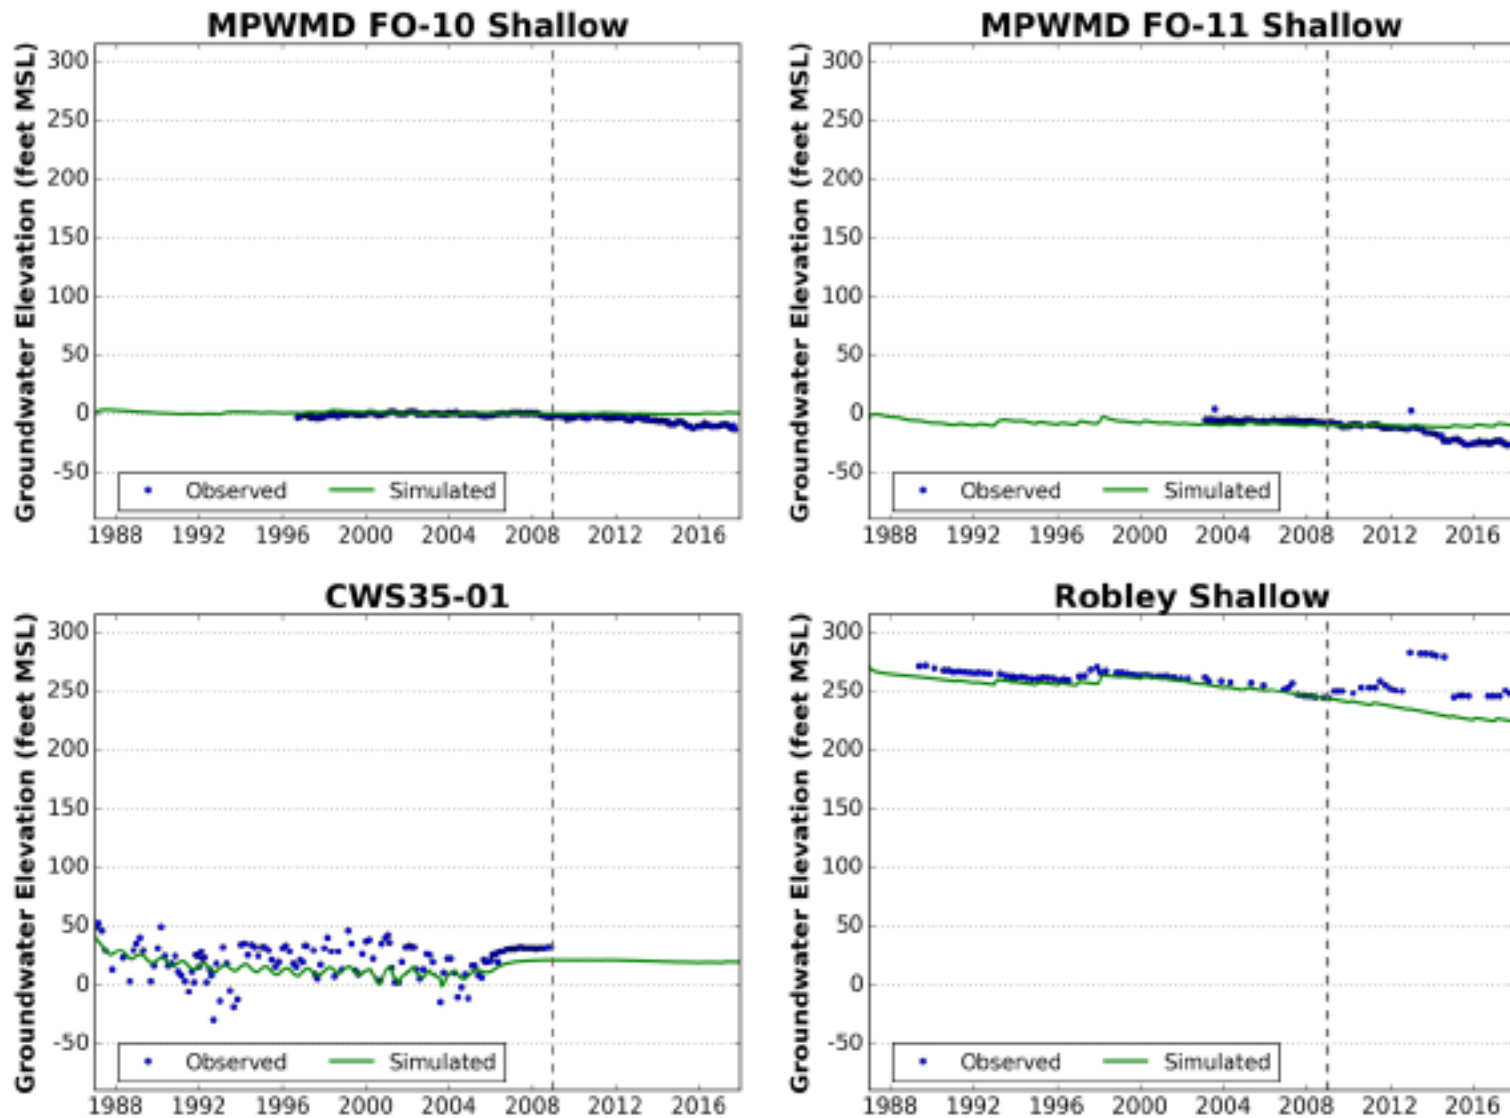 MPWMD FO-10 Shallow
Groundwater Elevation (feet MSL)
300
250
200
150
100
50
0
-50
Observed Simulated
1988 1992 1996 2000 2004 2008 2012 2016
MPWMD FO-11 Shallow
Groundwater Elevation (feet MSL)
300
250
200
150
100
50
0
-50
Observed Simulated
1988 1992 1996 2000 2004 2008 2012 2016
CWS35-01
Groundwater Elevation (feet MSL)
300
250
200
150
100
50
0
-50
Observed Simulated
1988 1992 1996 2000 2004 2008 2012 2016
Robley Shallow
Groundwater Elevation (feet MSL)
300
250
200
150
100
50
0
-50
Observed Simulated
1988 1992 1996 2000 2004 2008 2012 2016